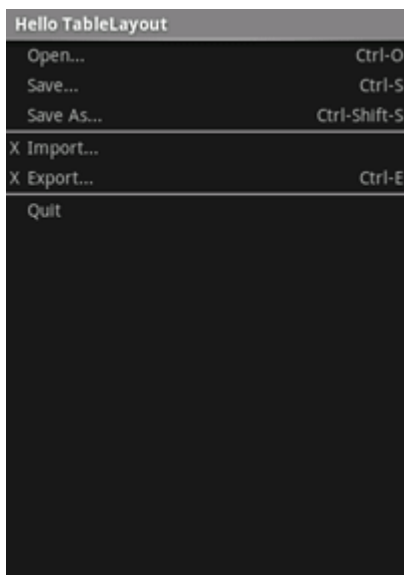 Hello TableLayout
Open... Ctrl-O
Save... Ctrl-S
Save As... Ctrl-Shift-S
X Import...
X Export... Ctrl-E
Quit